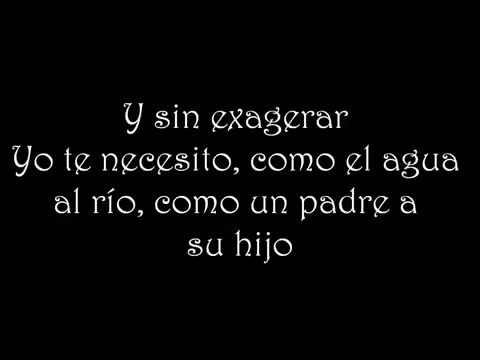 Y sin exagerar
Yo te necesito, como el agua
al río, como un padre a
su hijo